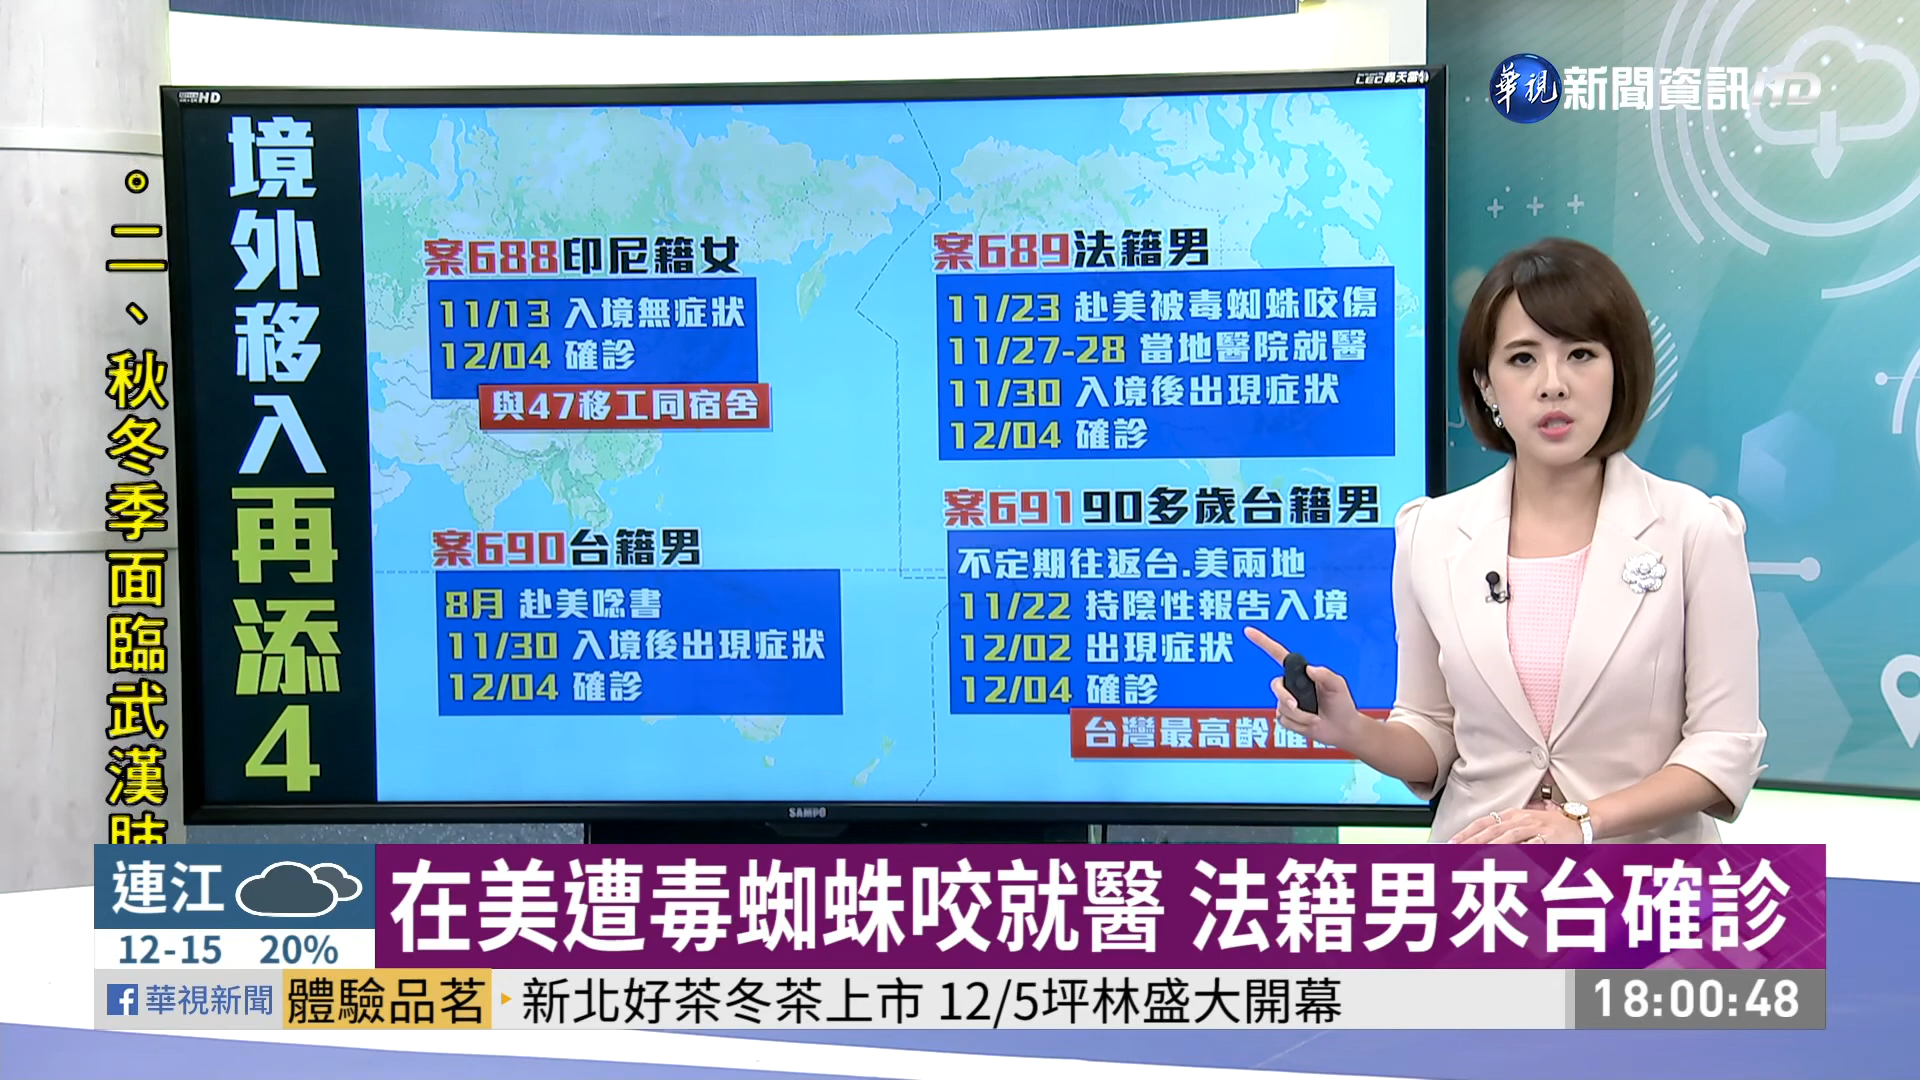 華視 新聞資訊HD
HD
境外移入再添4
案688印尼籍女
11/13 入境無症狀
12/04 確診
與47移工同宿舍
案689法籍男
11/23 赴美被毒蜘蛛咬傷
11/27-28 當地醫院就醫
11/30 入境後出現症狀
12/04 確診
案690台籍男
8月 赴美唸書
11/30 入境後出現症狀
12/04 確診
案69190多歲台籍男
不定期往返台.美兩地
11/22 持陰性報告入境
12/02 出現症狀
12/04 確診
台灣最高齡確
SAMPO
。二、秋冬季面臨武漢肺
連江
12-15 20%
在美遭毒蜘蛛咬就醫 法籍男來台確診
華視新聞 體驗品茗 新北好茶冬茶上市 12/5坪林盛大開幕
18:00:48